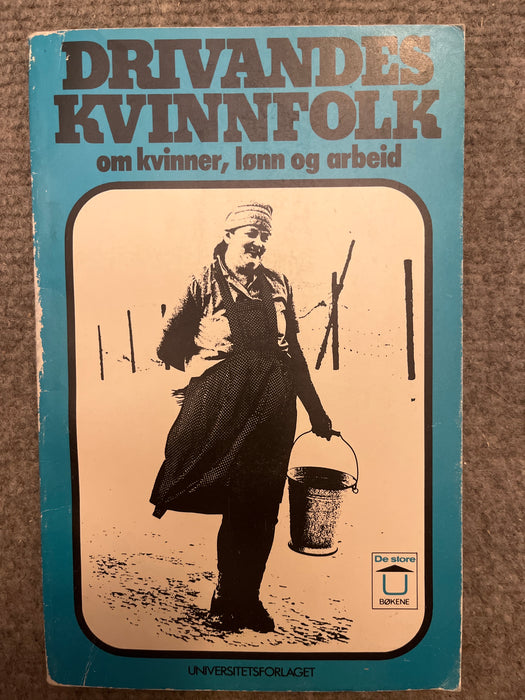 DRIVANDES
KVINNFOLK
om kvinner, lønn og arbeid
De store
U
BØKENE
UNIVERSITETSFORLAGET